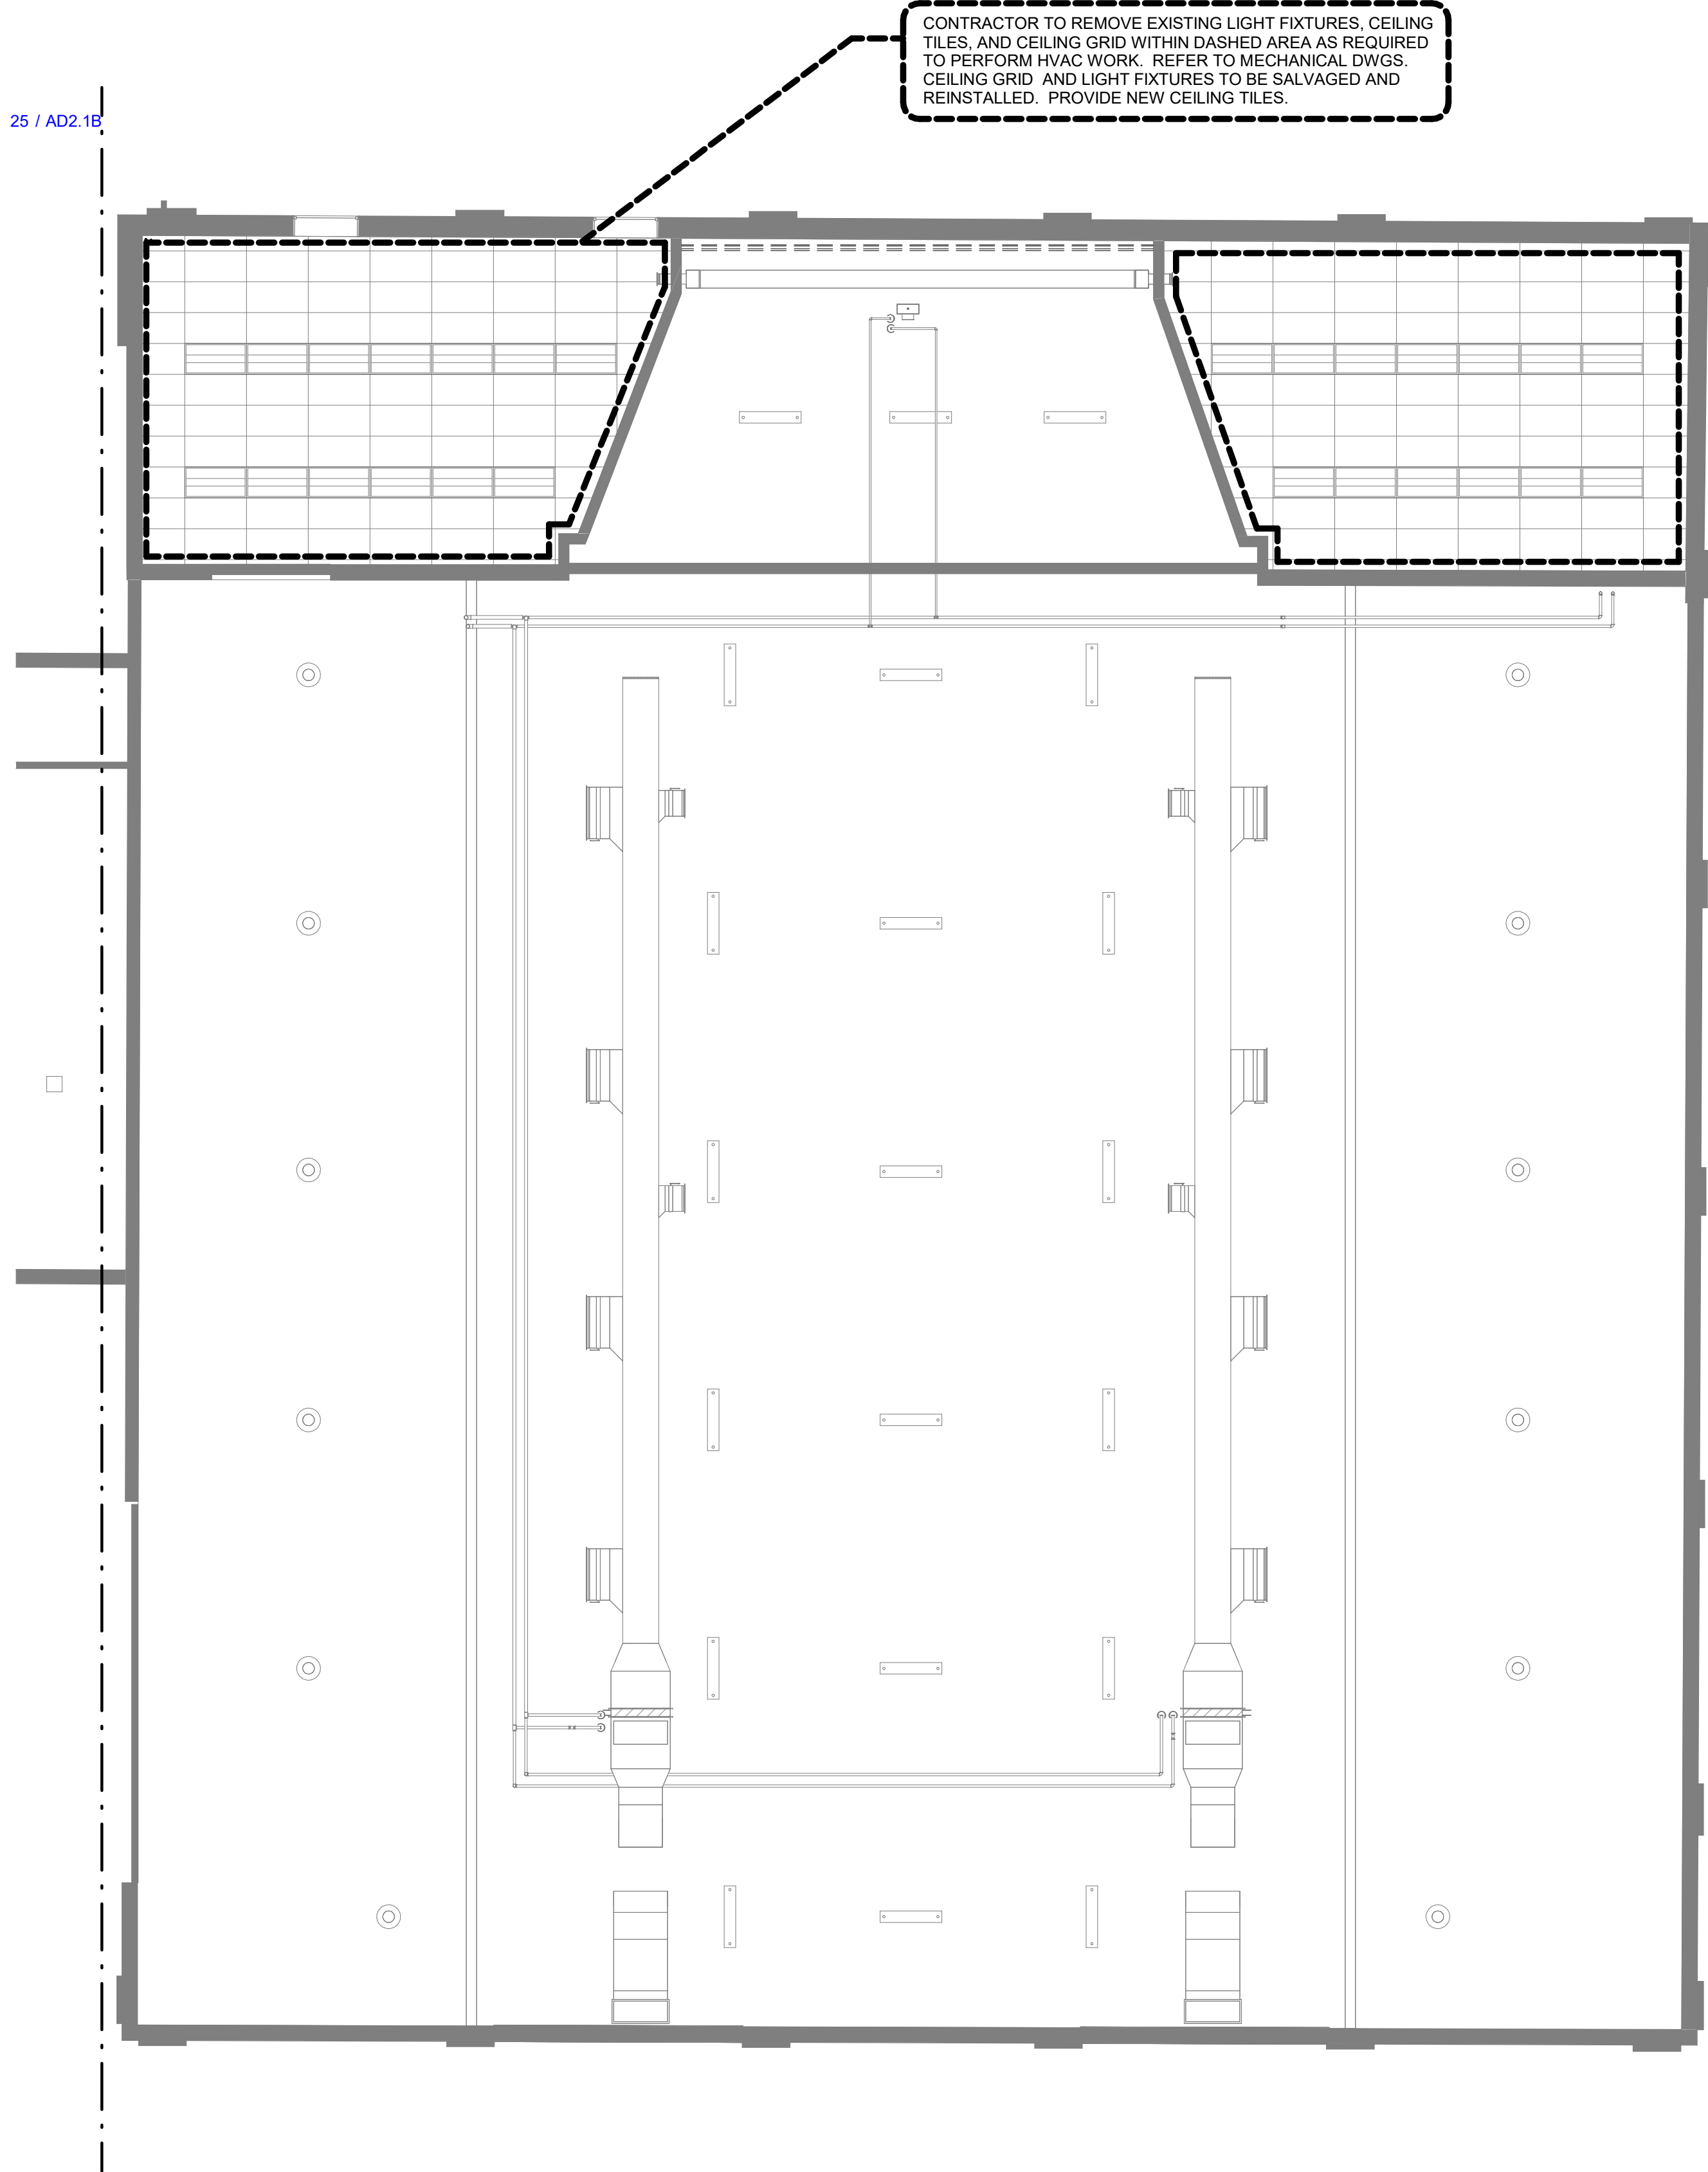 CONTRACTOR TO REMOVE EXISTING LIGHT FIXTURES, CEILING
TILES, AND CEILING GRID WITHIN DASHED AREA AS REQUIRED
TO PERFORM HVAC WORK. REFER TO MECHANICAL DWGS.
CEILING GRID AND LIGHT FIXTURES TO BE SALVAGED AND
REINSTALLED. PROVIDE NEW CEILING TILES.
25 / AD2.1B